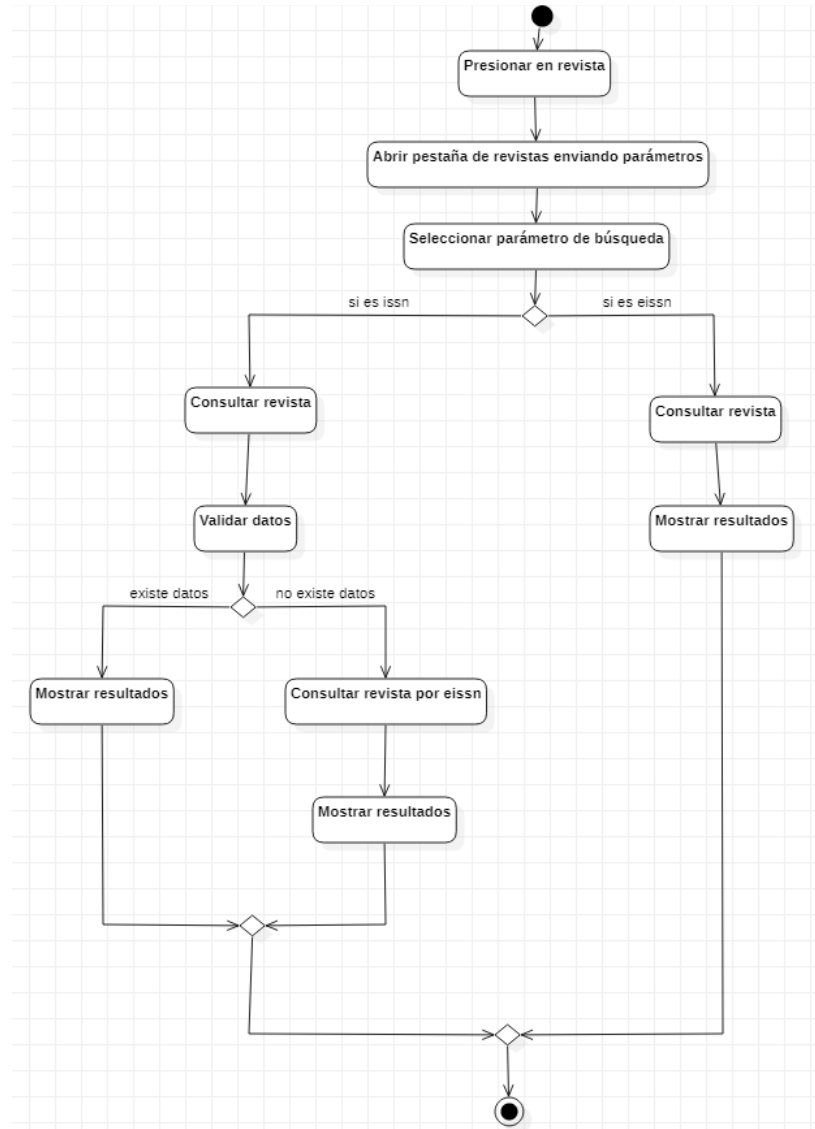 Presionar en revista
Abrir pestaña de revistas enviando parámetros
Seleccionar parámetro de búsqueda
si es issn
si es eissn
Consultar revista
Consultar revista
Validar datos
Mostrar resultados
existe datos
no existe datos
Mostrar resultados
Consultar revista por eissn
Mostrar resultados